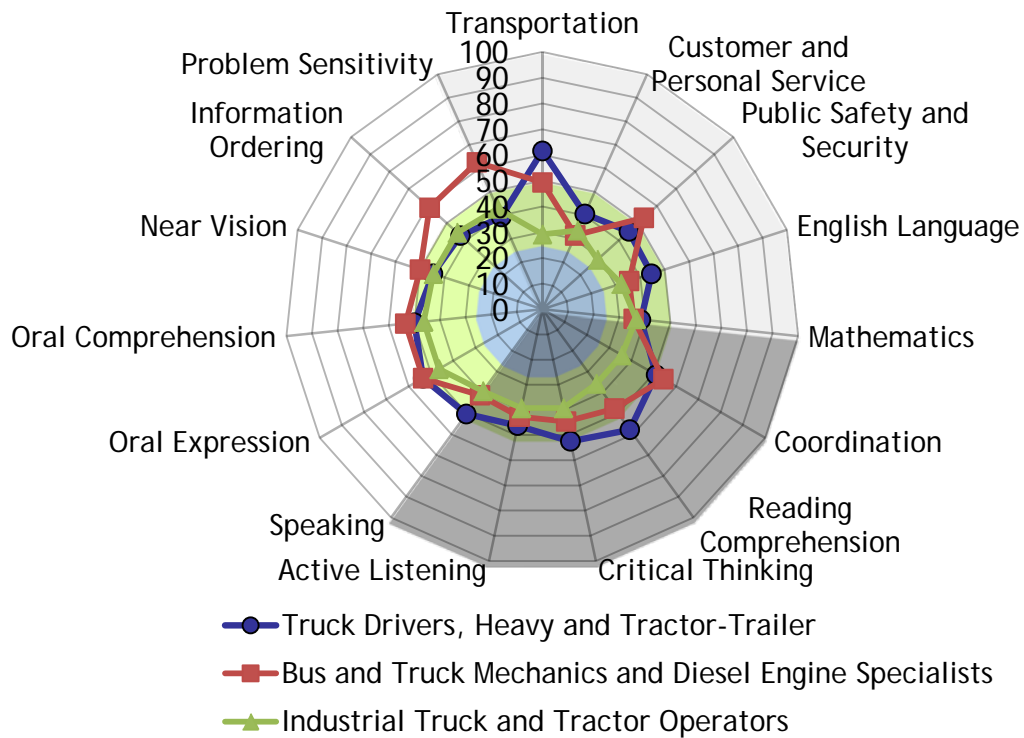 Transportation
Customer and
Personal Service
Public Safety and
Security
English Language
Mathematics
Coordination
Reading
Comprehension
Critical Thinking
Active Listening
Speaking
Oral Expression
Oral Comprehension
Near Vision
Information
Ordering
Problem Sensitivity
100
90
80
70
60
50
40
30
20
10
0
Truck Drivers, Heavy and Tractor-Trailer
Bus and Truck Mechanics and Diesel Engine Specialists
Industrial Truck and Tractor Operators